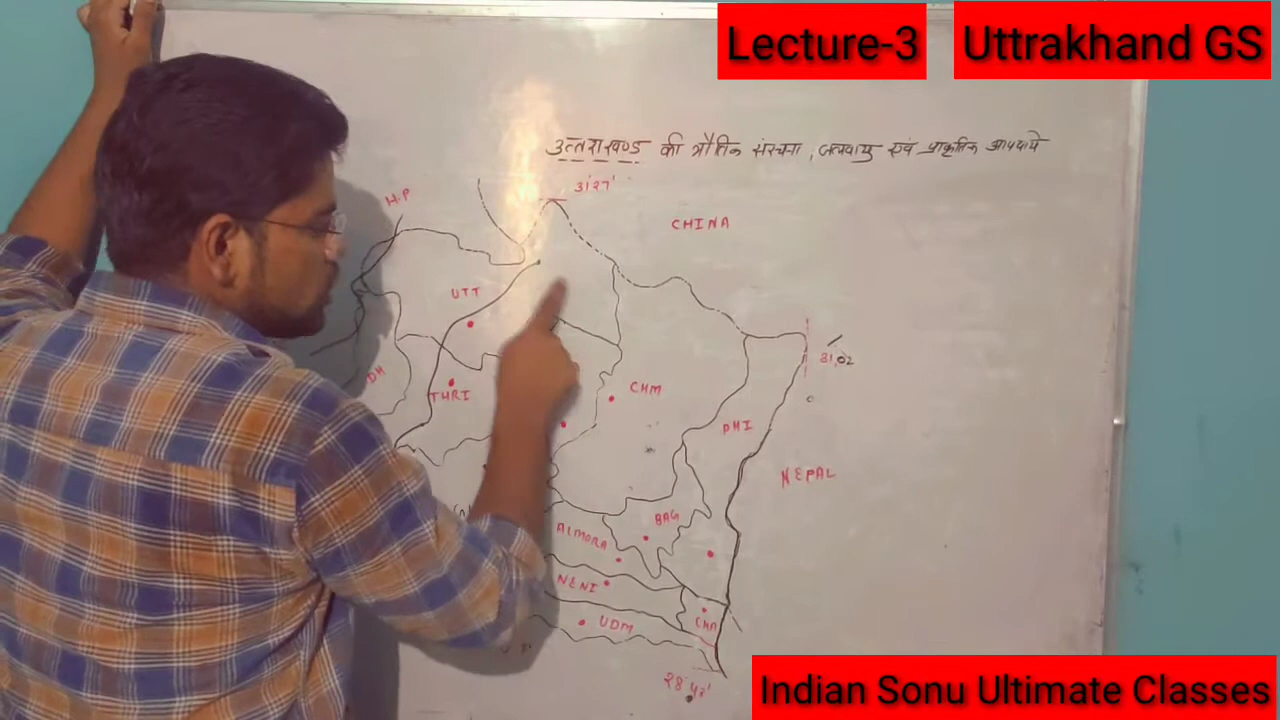 Lecture-3 Uttrakhand GS
उत्तराखण्ड की भौतिक संरचना, जलवायु एवं प्राकृतिक आपदायें
31°27'
H.P
CHINA
UTT
31.02
DH
THRI
CHM
PHI
NEPAL
BAG
ALMORA
NENI
UDM
CHA
28°43'
Indian Sonu Ultimate Classes